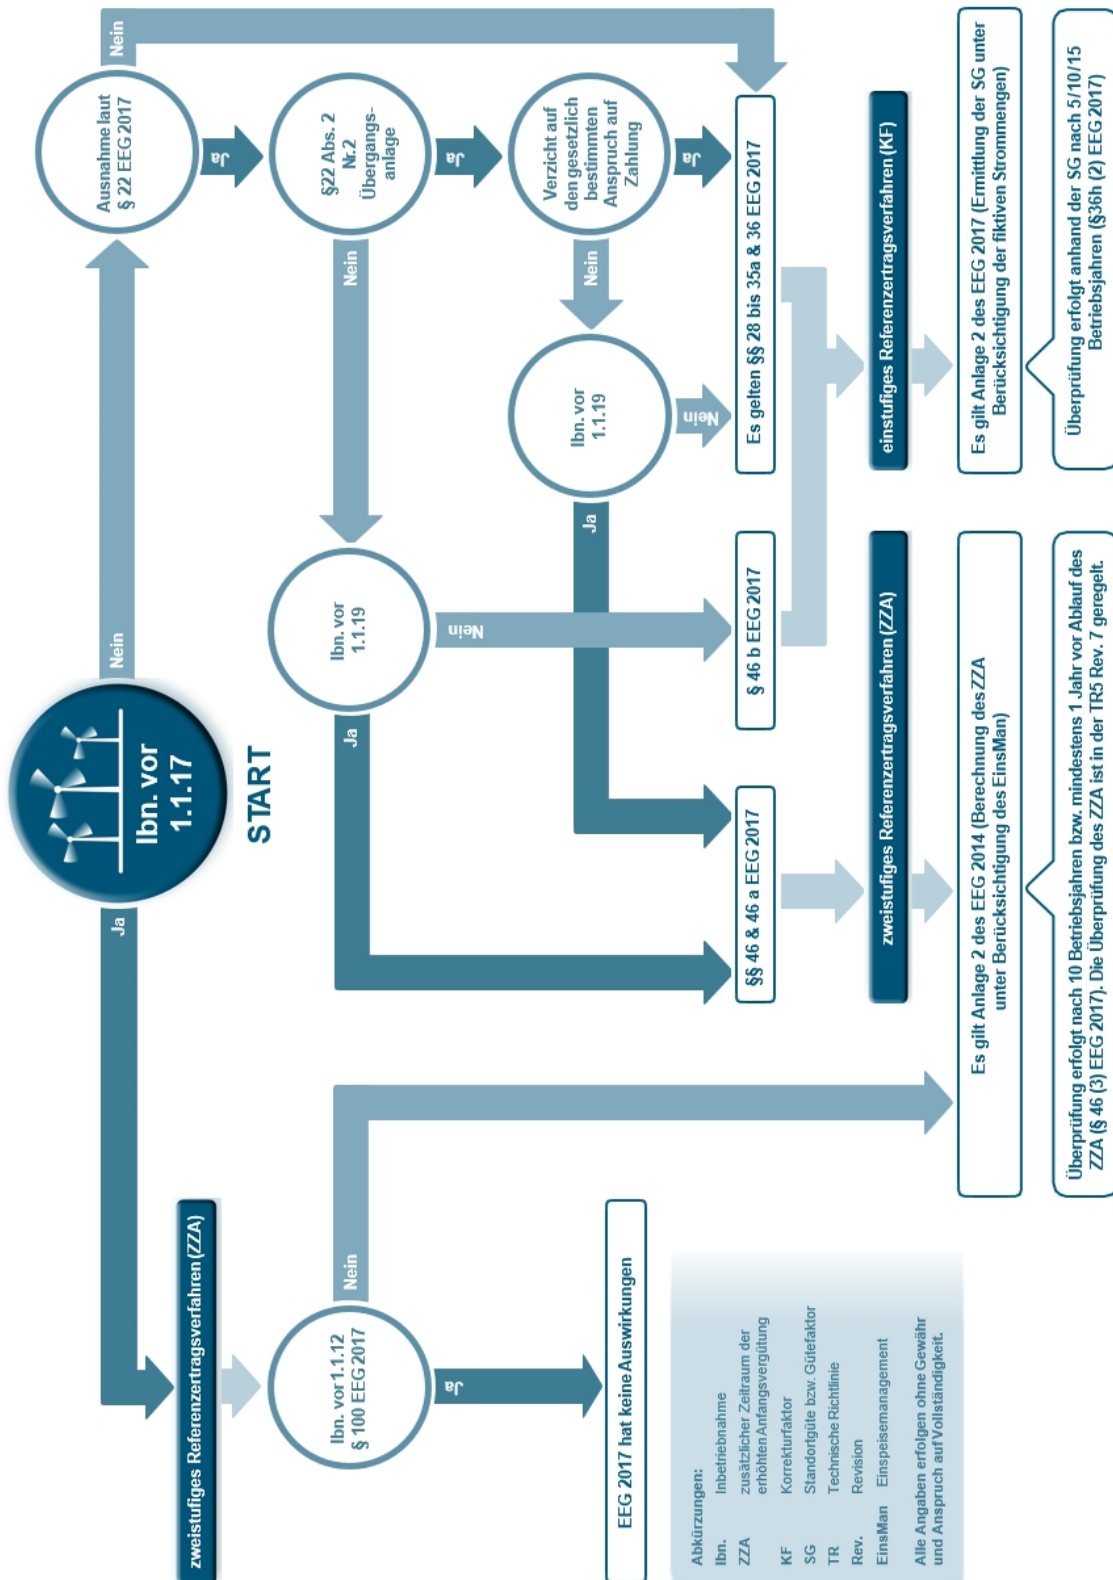 Ibn. vor
1.1.17
START
Ja
Nein
zweistufiges Referenzertragsverfahren (ZZA)
Ibn. vor 1.1.12
§ 100 EEG 2017
Nein
Ja
EEG 2017 hat keine Auswirkungen
Ausnahme laut
§ 22 EEG 2017
Nein
Ja
§22 Abs. 2
Nr.2
Übergangs-
anlage
Nein
Ja
Ibn. vor
1.1.19
Ja
Nein
Verzicht auf
den gesetzlich
bestimmten
Anspruch auf
Zahlung
Nein
Ja
Ibn. vor
1.1.19
Ja
Nein
§§ 46 & 46 a EEG 2017
§ 46 b EEG 2017
Es gelten §§ 28 bis 35a & 36 EEG 2017
zweistufiges Referenzertragsverfahren (ZZA)
einstufiges Referenzertragsverfahren (KF)
Es gilt Anlage 2 des EEG 2014 (Berechnung des ZZA
unter Berücksichtigung des EinsMan)
Es gilt Anlage 2 des EEG 2017 (Ermittlung der SG unter
Berücksichtigung der fiktiven Strommengen)
Überprüfung erfolgt nach 10 Betriebsjahren bzw. mindestens 1 Jahr vor Ablauf des
ZZA (§ 46 (3) EEG 2017). Die Überprüfung des ZZA ist in der TR5 Rev. 7 geregelt.
Überprüfung erfolgt anhand der SG nach 5/10/15
Betriebsjahren (§36h (2) EEG 2017)
Abkürzungen:
Ibn. Inbetriebnahme
ZZA zusätzlicher Zeitraum der
erhöhten Anfangsvergütung
KF Korrekturfaktor
SG Standortgüte bzw. Gütefaktor
TR Technische Richtlinie
Rev. Revision
EinsMan Einspeisemanagement
Alle Angaben erfolgen ohne Gewähr
und Anspruch auf Vollständigkeit.